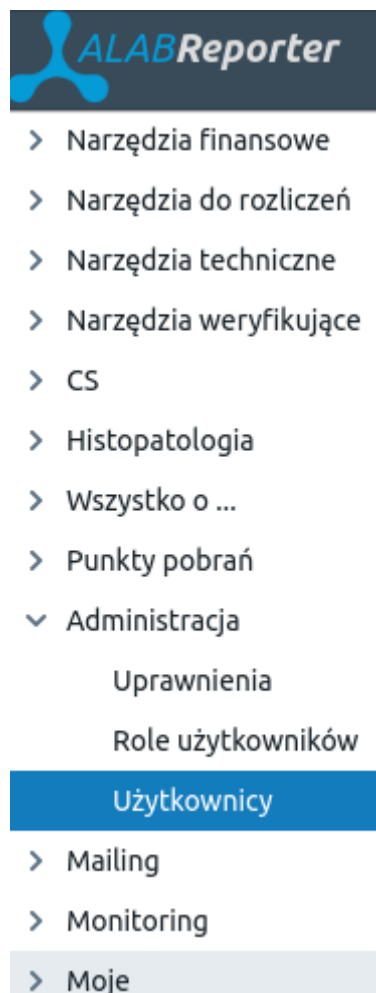 ALABReporter
Narzędzia finansowe
Narzędzia do rozliczeń
Narzędzia techniczne
Narzędzia weryfikujące
CS
Histopatologia
Wszystko o ...
Punkty pobrań
Administracja
Uprawnienia
Role użytkowników
Użytkownicy
Mailing
Monitoring
Moje